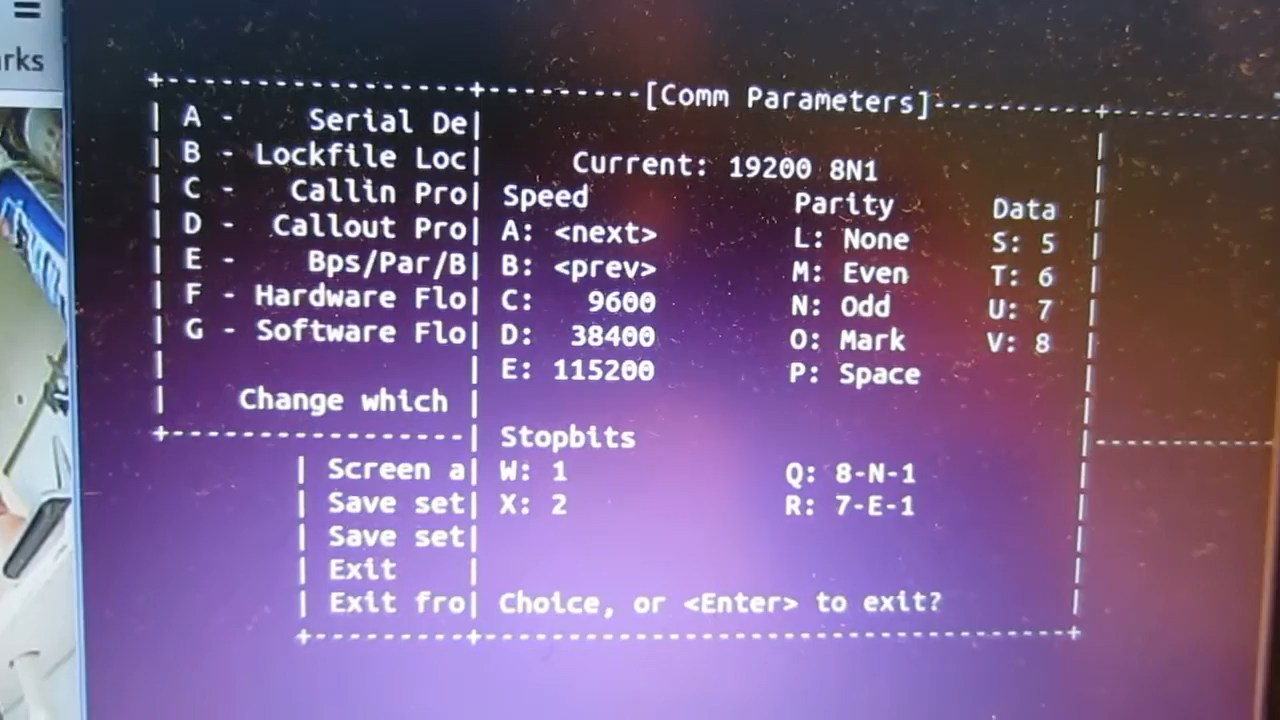 rks
[Comm Parameters]
A - Serial De
B - Lockfile Loc
C - Callin Pro
D - Callout Pro
E - Bps/Par/B
F - Hardware Flo
G - Software Flo
Change which
Screen a
Save set
Save set
Exit
Exit fro
Current: 19200 8N1
Speed Parity Data
A: <next> L: None S: 5
B: <prev> M: Even T: 6
C: 9600 N: Odd U: 7
D: 38400 O: Mark V: 8
E: 115200 P: Space
Stopbits
W: 1 Q: 8-N-1
X: 2 R: 7-E-1
Choice, or <Enter> to exit?